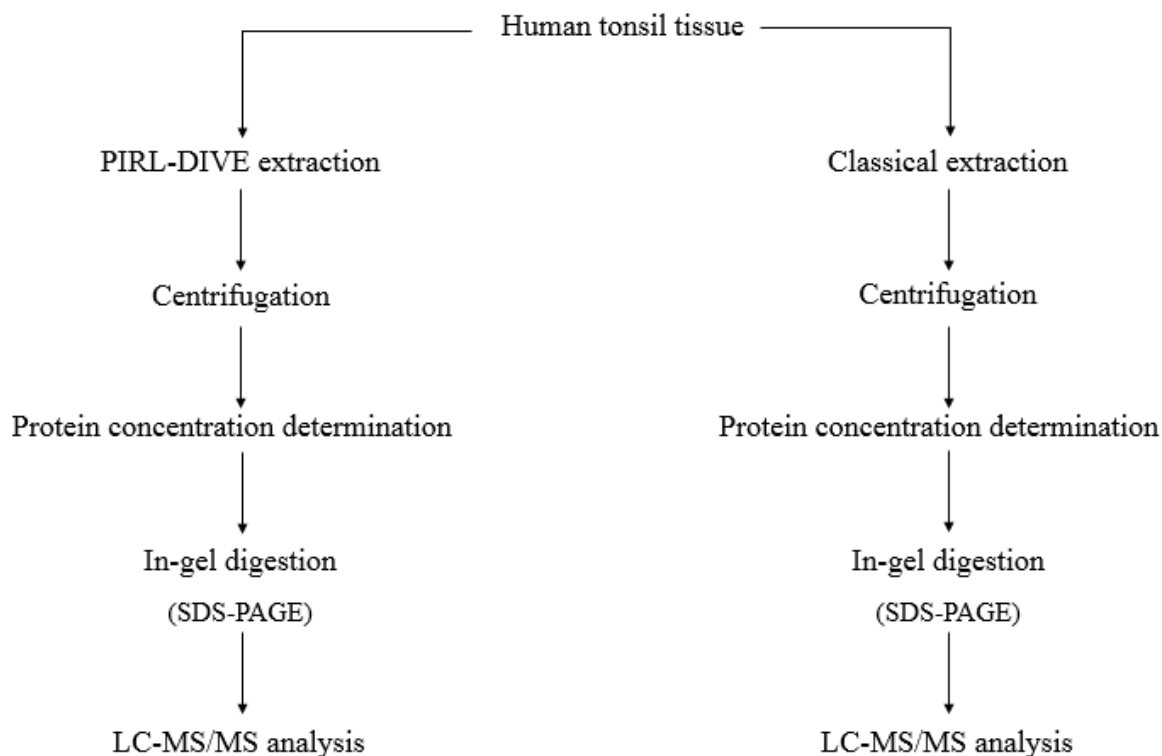 Human tonsil tissue
PIRL-DIVE extraction
Classical extraction
Centrifugation
Centrifugation
Protein concentration determination
Protein concentration determination
In-gel digestion
In-gel digestion
(SDS-PAGE)
(SDS-PAGE)
LC-MS/MS analysis
LC-MS/MS analysis